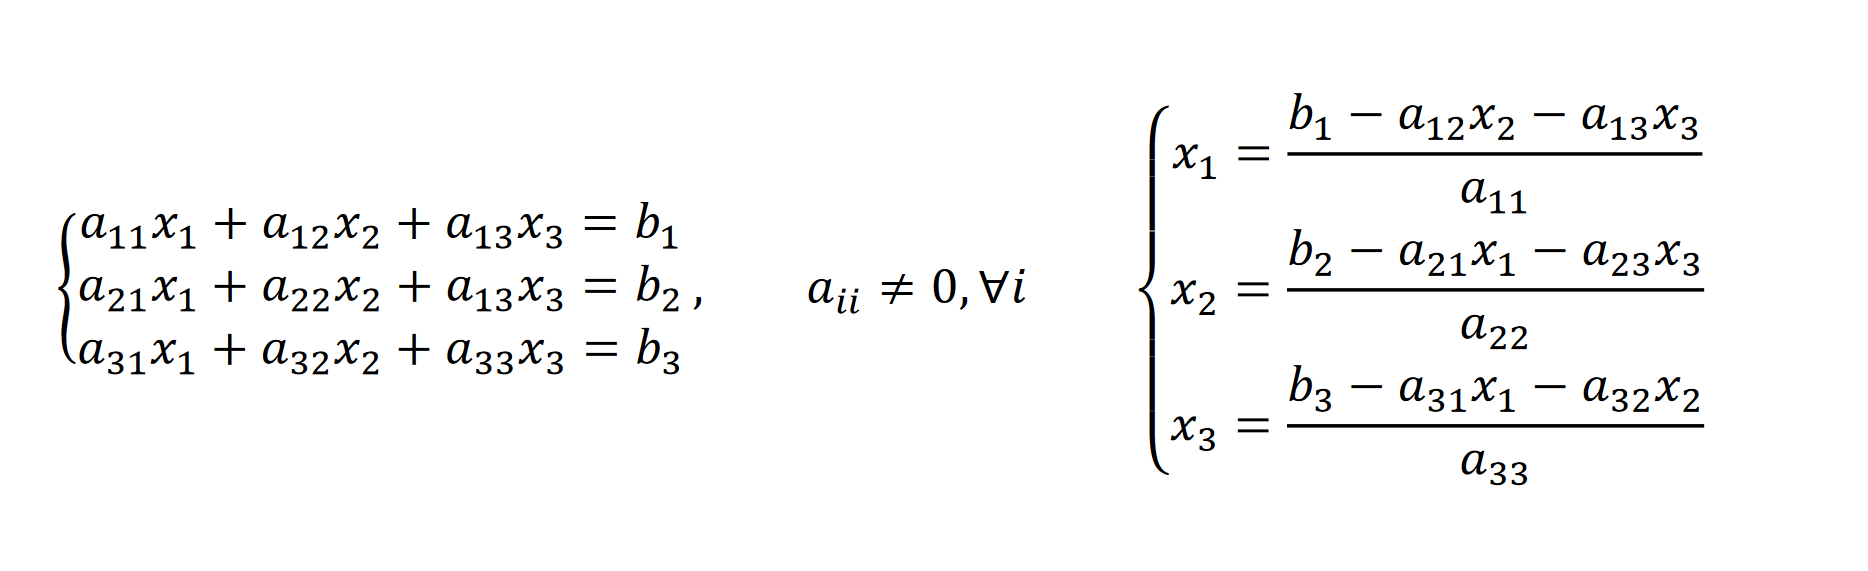 a₁₁x₁ + a₁₂x₂ + a₁₃x₃ = b₁
a₂₁x₁ + a₂₂x₂ + a₁₃x₃ = b₂ ,
a₃₁x₁ + a₃₂x₂ + a₃₃x₃ = b₃
aᵢᵢ ≠ 0, ∀i
x₁ = (b₁ − a₁₂x₂ − a₁₃x₃) / a₁₁
x₂ = (b₂ − a₂₁x₁ − a₂₃x₃) / a₂₂
x₃ = (b₃ − a₃₁x₁ − a₃₂x₂) / a₃₃